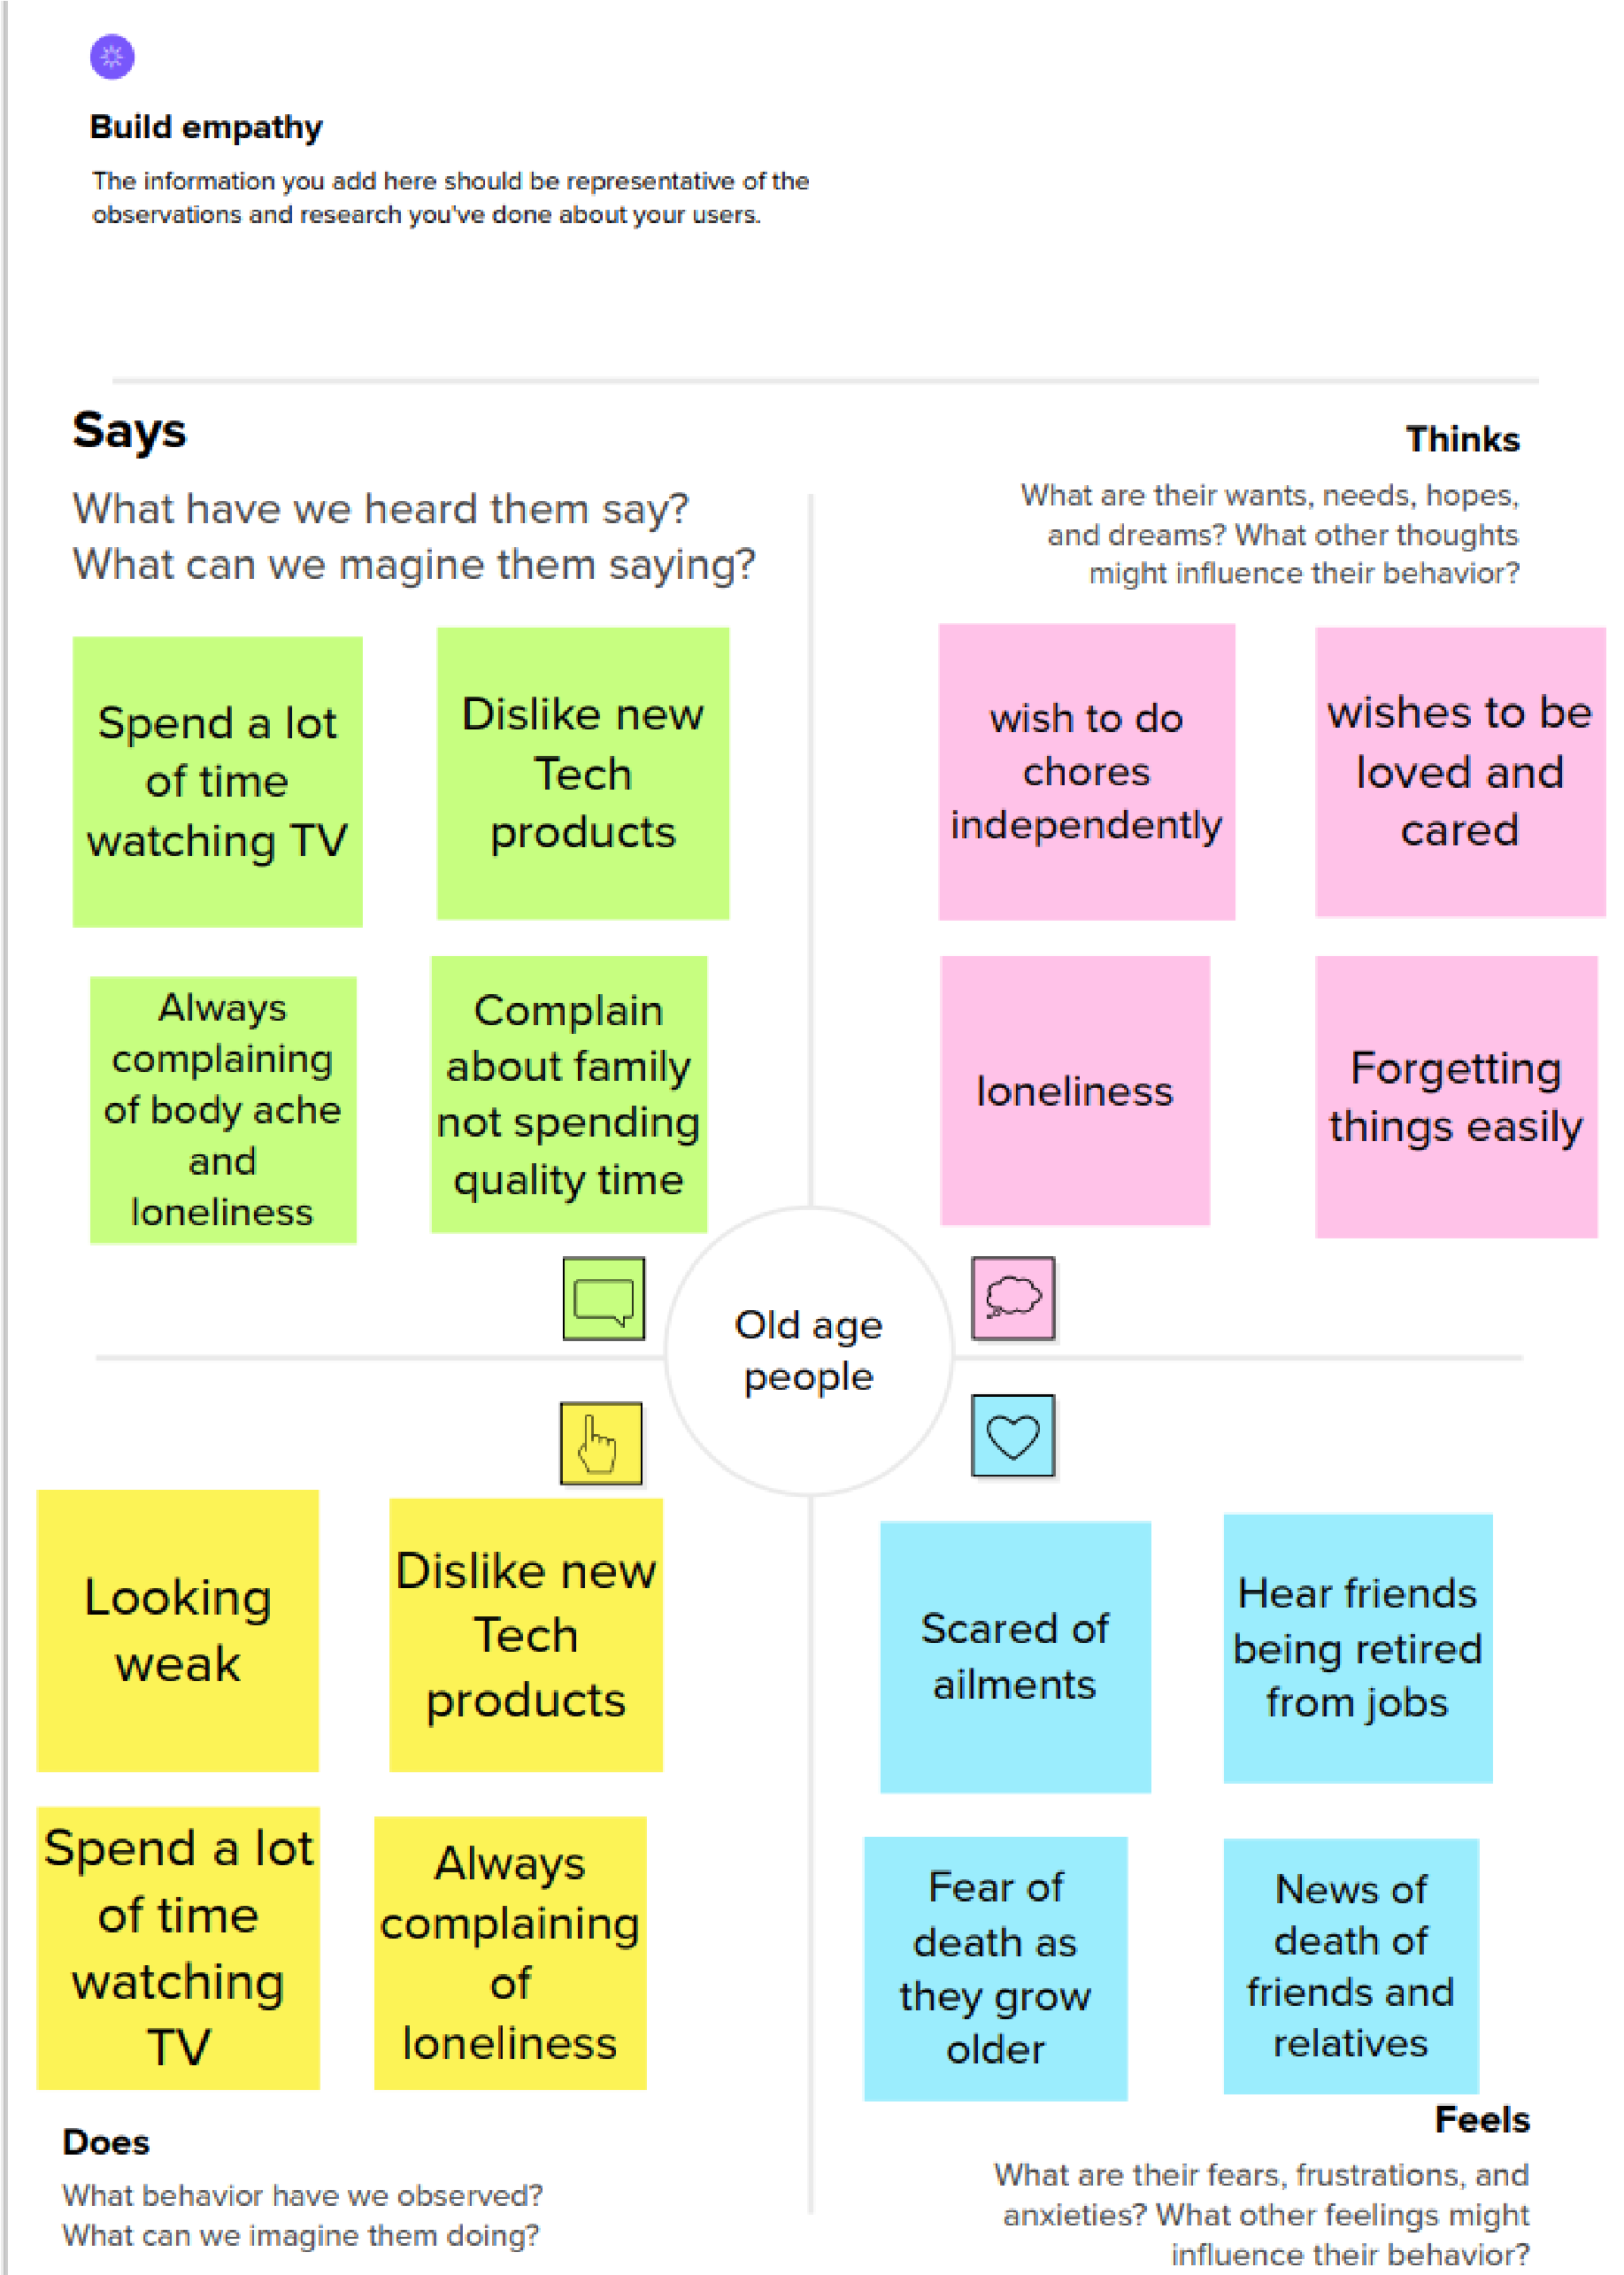 Build empathy
The information you add here should be representative of the
observations and research you've done about your users.
Says
What have we heard them say?
What can we magine them saying?
Spend a lot
of time
watching TV
Dislike new
Tech
products
Always
complaining
of body ache
and
loneliness
Complain
about family
not spending
quality time
Thinks
What are their wants, needs, hopes,
and dreams? What other thoughts
might influence their behavior?
wish to do
chores
independently
wishes to be
loved and
cared
loneliness
Forgetting
things easily
Old age
people
Looking
weak
Dislike new
Tech
products
Spend a lot
of time
watching
TV
Always
complaining
of
loneliness
Does
What behavior have we observed?
What can we imagine them doing?
Scared of
ailments
Hear friends
being retired
from jobs
Fear of
death as
they grow
older
News of
death of
friends and
relatives
Feels
What are their fears, frustrations, and
anxieties? What other feelings might
influence their behavior?